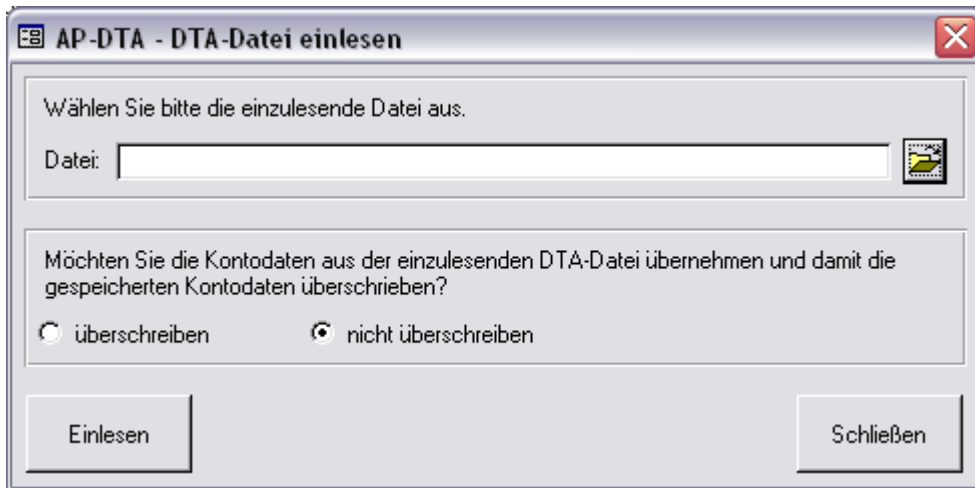 AP-DTA - DTA-Datei einlesen
Wählen Sie bitte die einzulesende Datei aus.
Datei:
Möchten Sie die Kontodaten aus der einzulesenden DTA-Datei übernehmen und damit die
gespeicherten Kontodaten überschrieben?
überschreiben nicht überschreiben
Einlesen Schließen